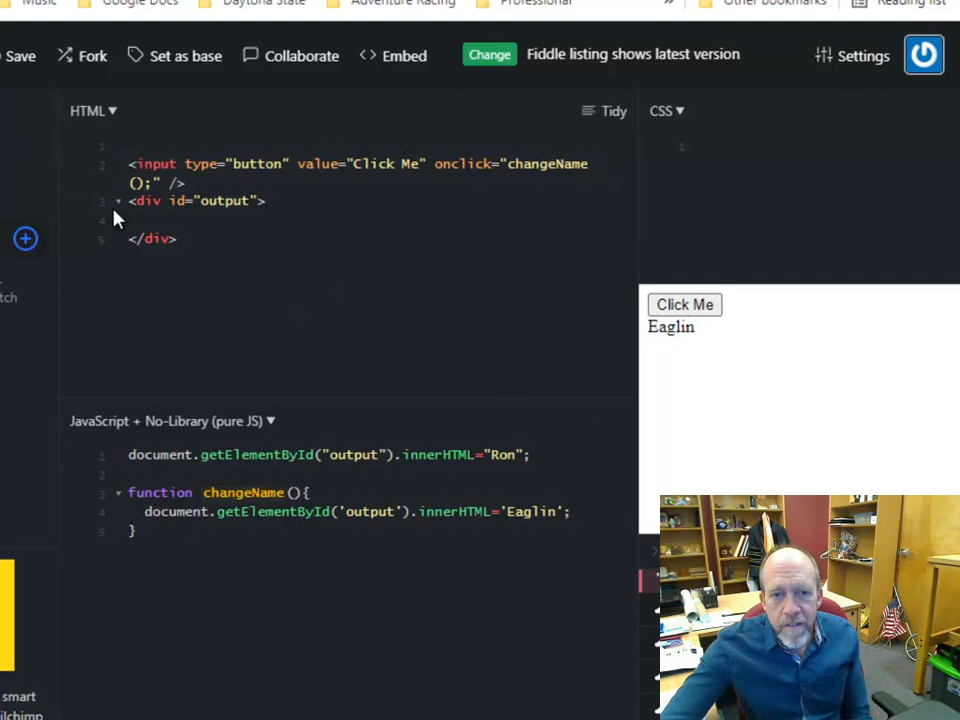 Music Google Docs Daytona State Adventure Racing Professional » Other bookmarks Reading list
Save Fork Set as base Collaborate <> Embed Change Fiddle listing shows latest version Settings
HTML▼ Tidy CSS▼
1
2 <input type="button" value="Click Me" onclick="changeName
();" />
3 <div id="output">
4
5 </div>
1
Click Me
Eaglin
tch
JavaScript + No-Library (pure JS) ▼
1 document.getElementById("output").innerHTML="Ron";
2
3 function changeName(){
4 document.getElementById('output').innerHTML='Eaglin';
5 }
smart
ilchimp